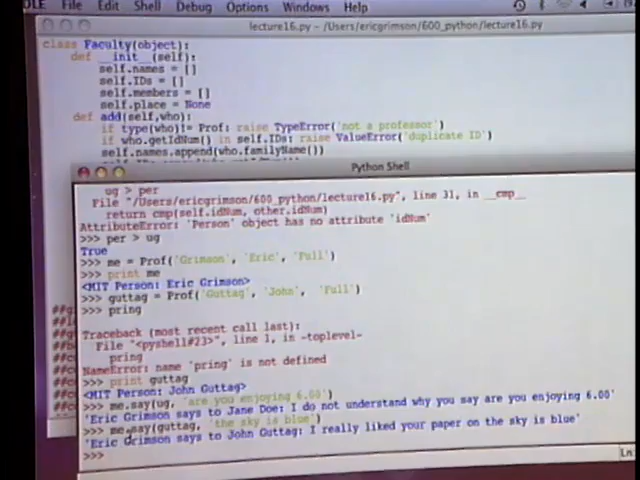 DLE File Edit Shell Debug Options Windows Help
lecture16.py - /Users/ericgrimson/600_python/lecture16.py
class Faculty(object):
def __init__(self):
self.names = []
self.IDs = []
self.members = []
self.place = None
def add(self,who):
if type(who)!= Prof: raise TypeError('not a professor')
if who.getIdNum() in self.IDs: raise ValueError('duplicate ID')
self.names.append(who.familyName())
Python Shell
ug > per
File "/Users/ericgrimson/600_python/lecture16.py", line 31, in __cmp__
return cmp(self.idNum, other.idNum)
AttributeError: 'Person' object has no attribute 'idNum'
>>> per > ug
True
>>> me = Prof('Grimson', 'Eric', 'Full')
>>> print me
<MIT Person: Eric Grimson>
>>> guttag = Prof('Guttag', 'John', 'Full')
>>> pring
Traceback (most recent call last):
File "<pyshell#23>", line 1, in -toplevel-
pring
NameError: name 'pring' is not defined
>>> print guttag
<MIT Person: John Guttag>
>>> me.say(ug, 'are you enjoying 6.00')
'Eric Grimson says to Jane Doe: I do not understand why you say are you enjoying 6.00'
>>> me.say(guttag, 'the sky is blue')
'Eric Grimson says to John Guttag: I really liked your paper on the sky is blue'
>>>
Ln: